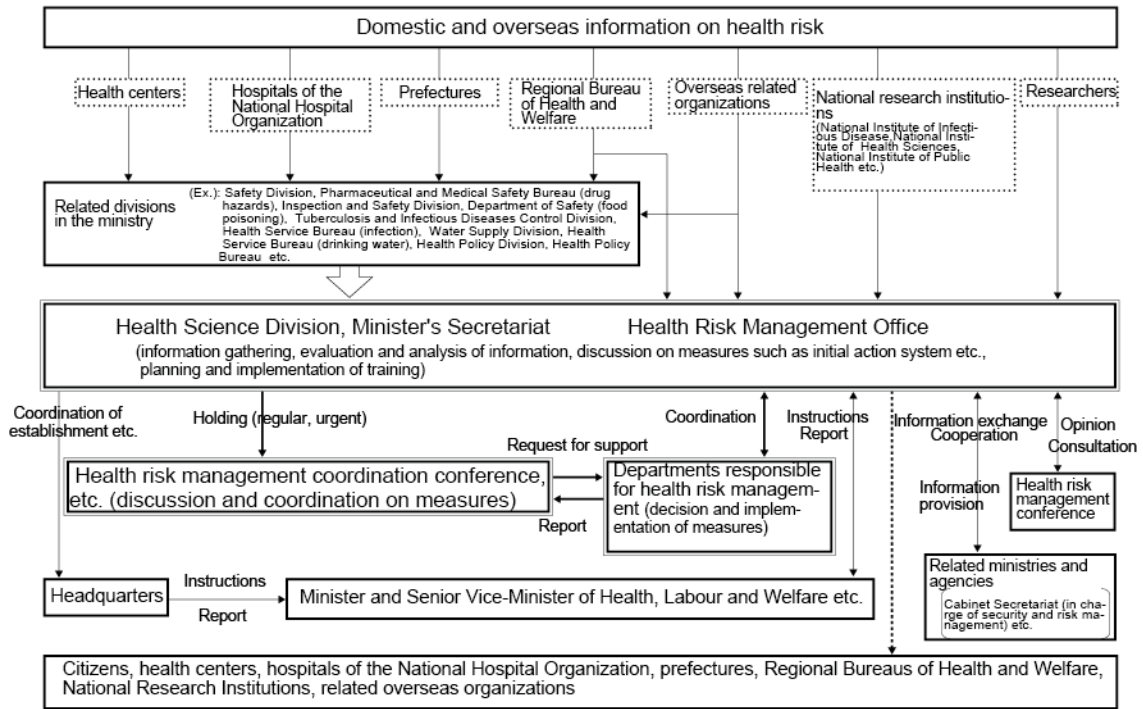 Domestic and overseas information on health risk
Health centers
Hospitals of
the National Hospital
Organization
Prefectures
Regional Bureau
of Health and
Welfare
Overseas related
organizations
National research institutio-
ns
(National Institute of Infecti-
ous Disease,National Insti-
tute of Health Sciences,
National Institute of Public
Health etc.)
Researchers
Related divisions
in the ministry
(Ex.): Safety Division, Pharmaceutical and Medical Safety Bureau (drug
hazards), Inspection and Safety Division, Department of Safety (food
poisoning), Tuberculosis and Infectious Diseases Control Division,
Health Service Bureau (infection), Water Supply Division, Health
Service Bureau (drinking water), Health Policy Division, Health Policy
Bureau etc.
Health Science Division, Minister's Secretariat Health Risk Management Office
(information gathering, evaluation and analysis of information, discussion on measures such as initial action system etc.,
planning and implementation of training)
Coordination of
establishment etc.
Holding (regular, urgent)
Coordination
Instructions
Report
Information exchange
Cooperation
Opinion
Consultation
Request for support
Health risk management coordination conference,
etc. (discussion and coordination on measures)
Report
Departments responsible
for health risk managem-
ent (decision and implem-
entation of measures)
Information
provision
Health risk
management
conference
Headquarters
Instructions
Report
Minister and Senior Vice-Minister of Health, Labour and Welfare etc.
Related ministries and
agencies
Cabinet Secretariat (in char-
ge of security and risk ma-
nagement) etc.
Citizens, health centers, hospitals of the National Hospital Organization, prefectures, Regional Bureaus of Health and Welfare,
National Research Institutions, related overseas organizations